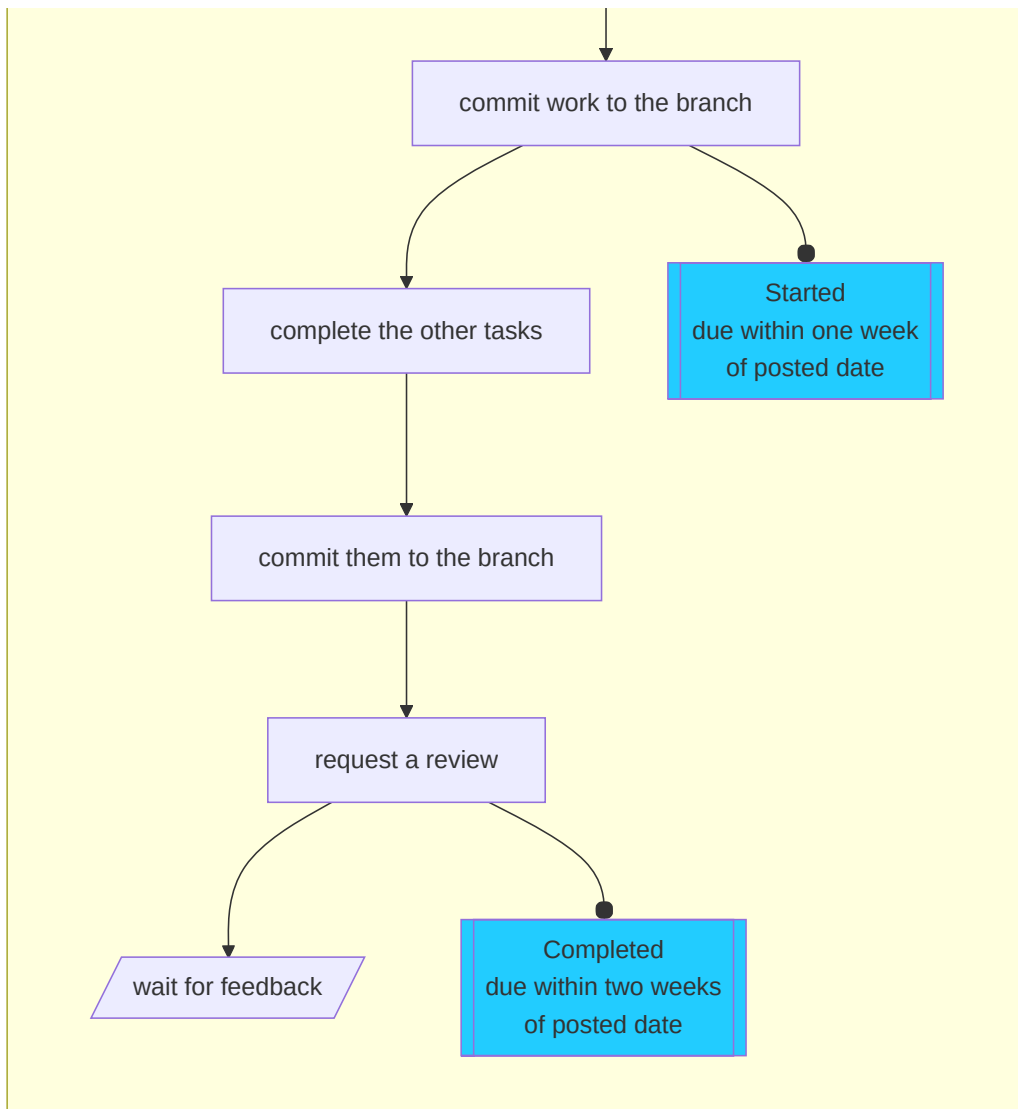 commit work to the branch
Started
due within one week
of posted date
complete the other tasks
commit them to the branch
request a review
wait for feedback
Completed
due within two weeks
of posted date